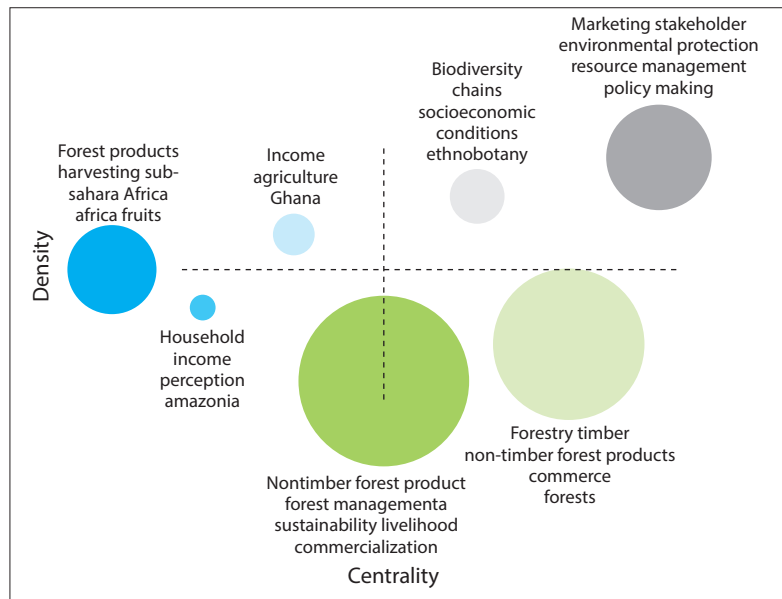 Marketing stakeholder
environmental protection
resource management
policy making
Biodiversity
chains
socioeconomic
conditions
ethnobotany
Forest products
harvesting sub-
sahara Africa
africa fruits
Income
agriculture
Ghana
Density
Household
income
perception
amazonia
Forestry timber
non-timber forest products
commerce
forests
Nontimber forest product
forest managementa
sustainability livelihood
commercialization
Centrality